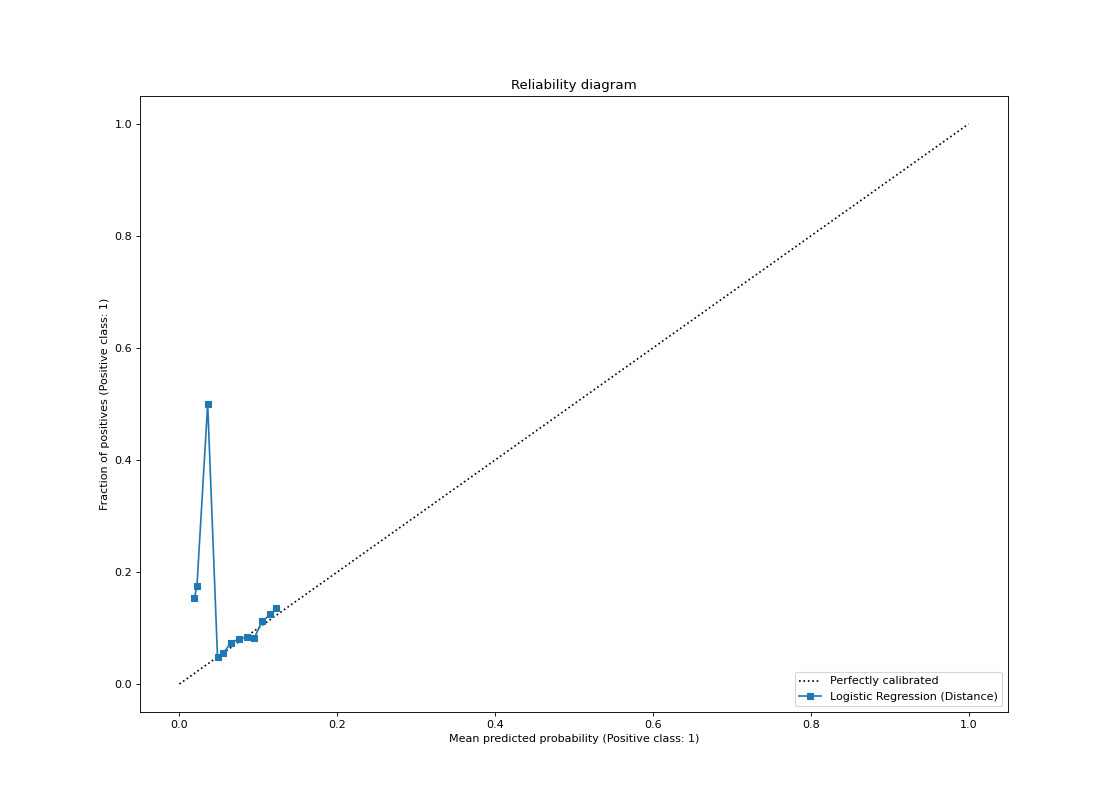 Reliability diagram
1.0
0.8
0.6
0.4
0.2
0.0
Fraction of positives (Positive class: 1)
0.0 0.2 0.4 0.6 0.8 1.0
Mean predicted probability (Positive class: 1)
Perfectly calibrated
Logistic Regression (Distance)